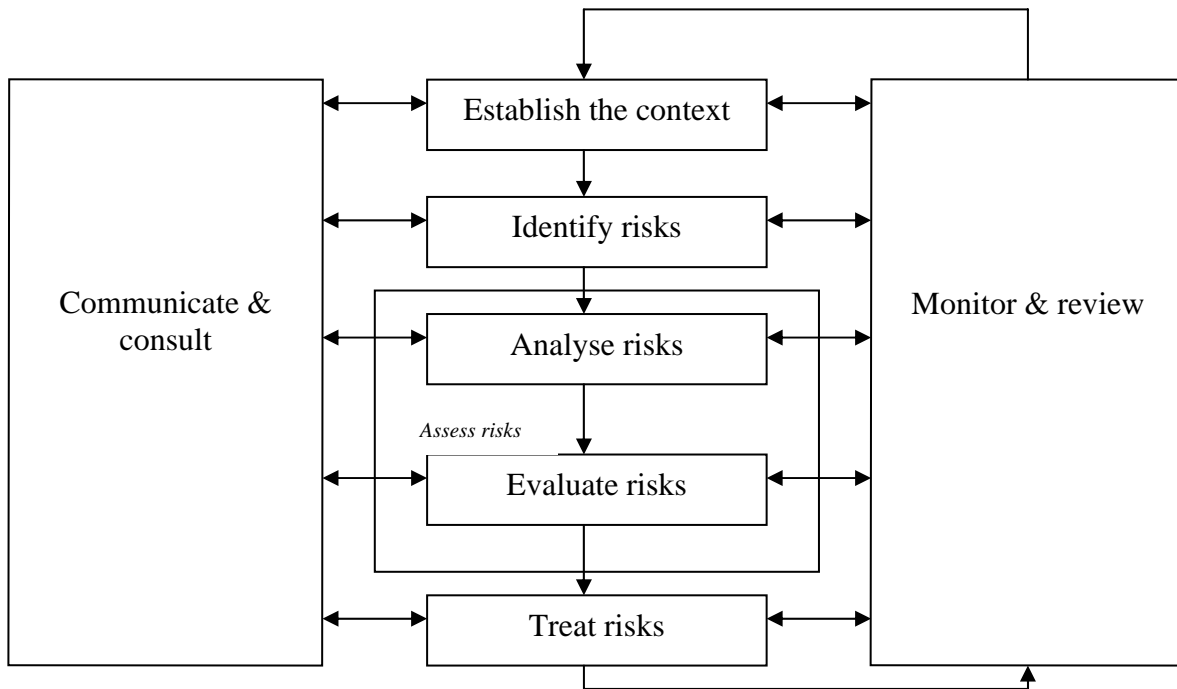 Establish the context
Identify risks
Communicate &
consult
Monitor & review
Analyse risks
Assess risks
Evaluate risks
Treat risks